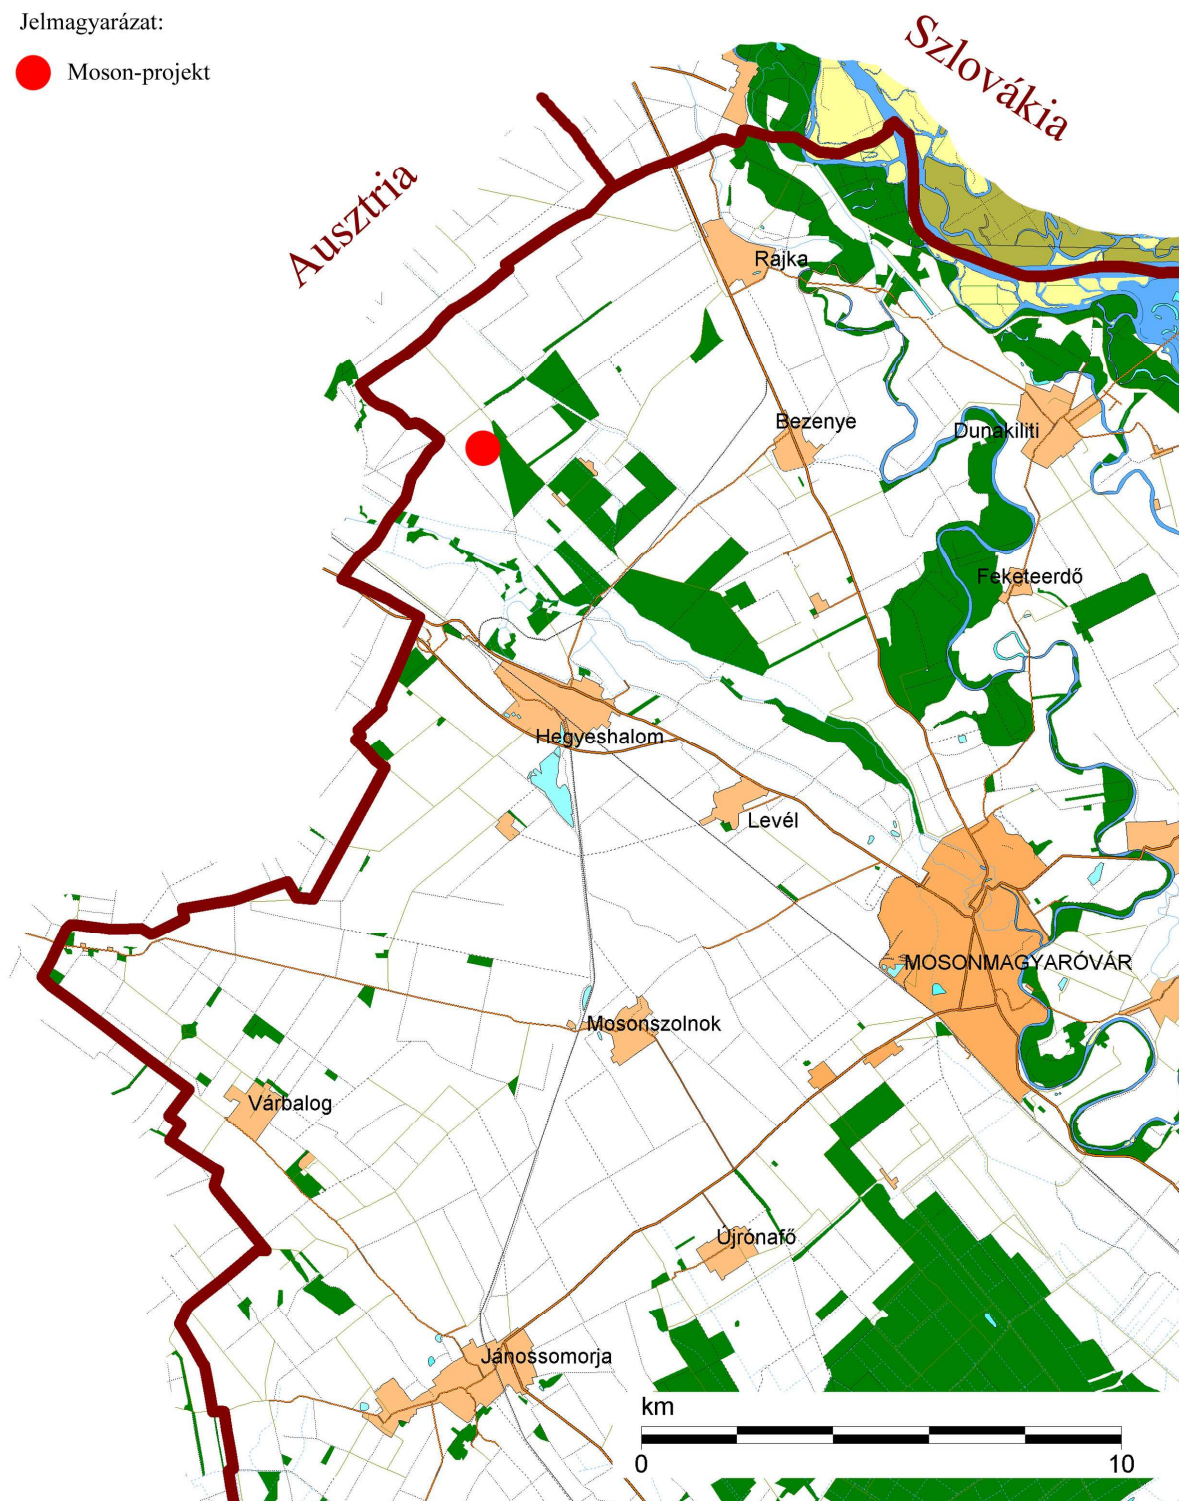 Jelmagyarázat:
Moson-projekt
Szlovákia
Ausztria
Rajka
Bezenye
Dunakiliti
Feketeerdő
Hegyeshalom
Levél
MOSONMAGYARÓVÁR
Mosonszolnok
Várbalog
Újrónafő
Jánossomorja
km
0 10